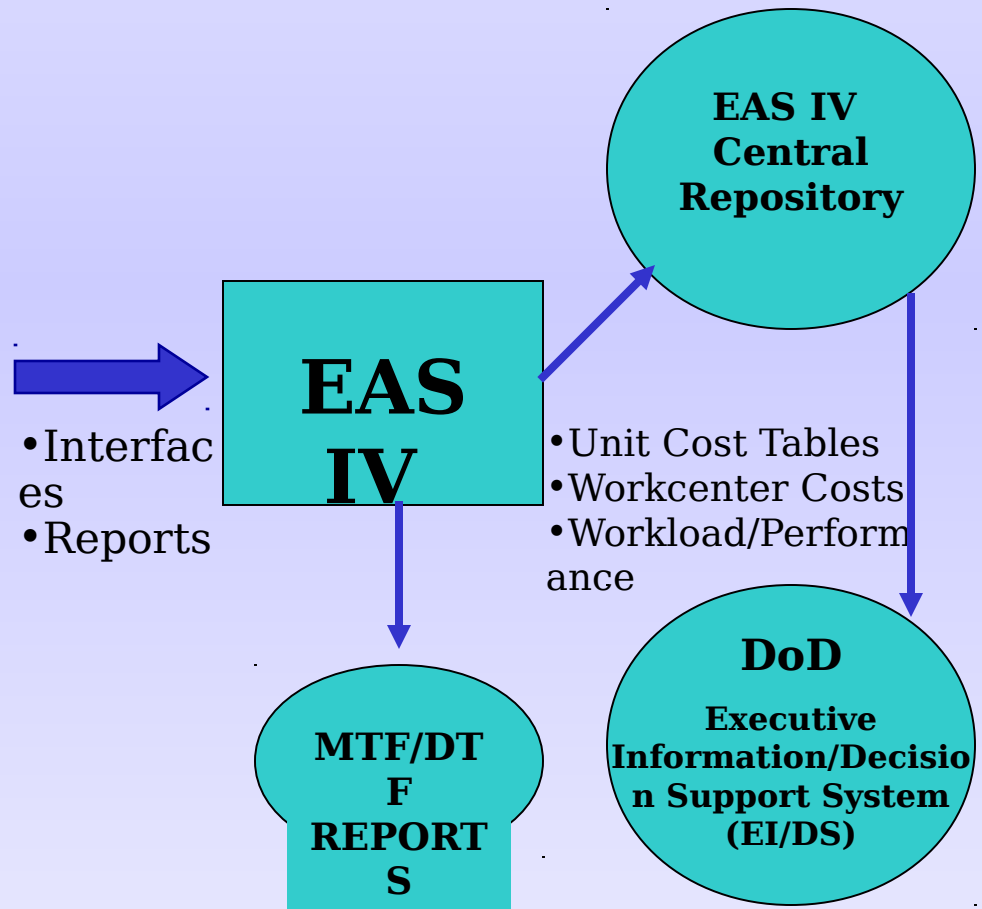 EAS IV
Central
Repository
EAS
IV
•Interfac
es
•Reports
•Unit Cost Tables
•Workcenter Costs
•Workload/Perform
ance
MTF/DT
F
REPORT
S
DoD
Executive
Information/Decisio
n Support System
(EI/DS)